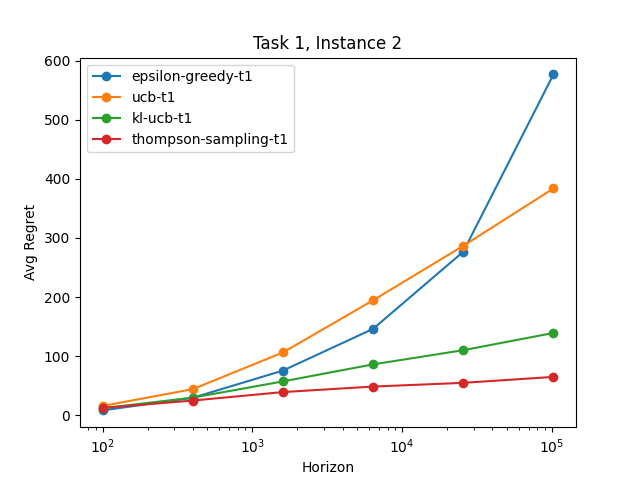 Task 1, Instance 2
epsilon-greedy-t1
ucb-t1
kl-ucb-t1
thompson-sampling-t1
Avg Regret
600
500
400
300
200
100
0
10² 10³ 10⁴ 10⁵
Horizon